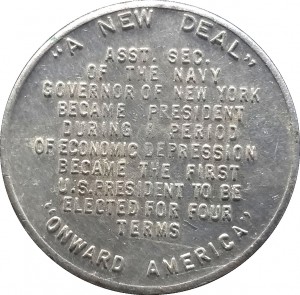 "A NEW DEAL"
ASST. SEC.
OF THE NAVY
GOVERNOR OF NEW YORK
BECAME PRESIDENT
DURING A PERIOD
OF ECONOMIC DEPRESSION
BECAME THE FIRST
U.S. PRESIDENT TO BE
ELECTED FOR FOUR
TERMS
"ONWARD AMERICA"